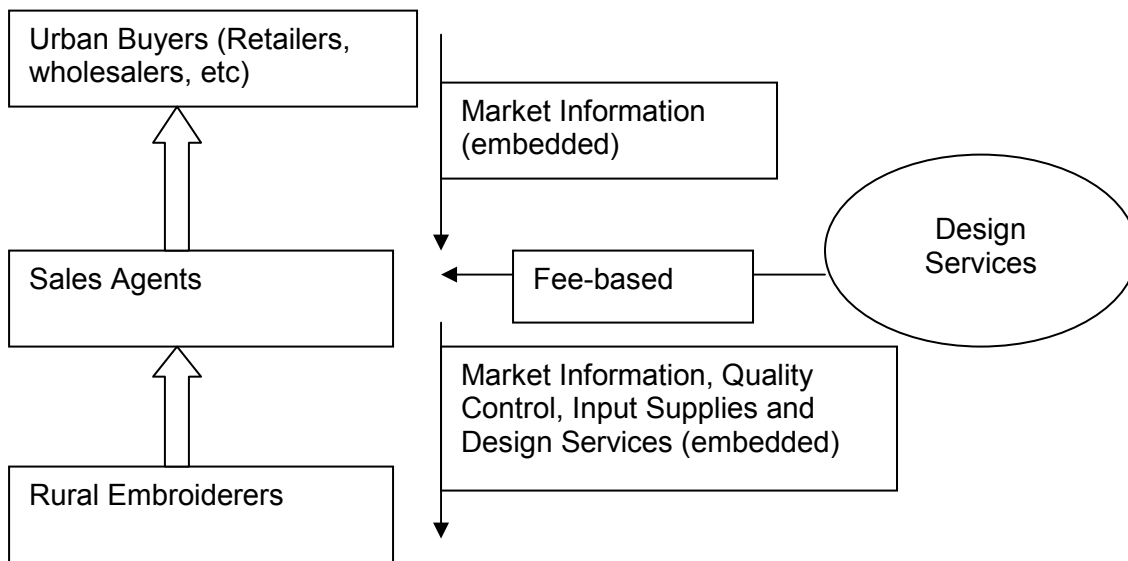 Urban Buyers (Retailers,
wholesalers, etc)
Market Information
(embedded)
Design
Services
Sales Agents
Fee-based
Market Information, Quality
Control, Input Supplies and
Design Services (embedded)
Rural Embroiderers